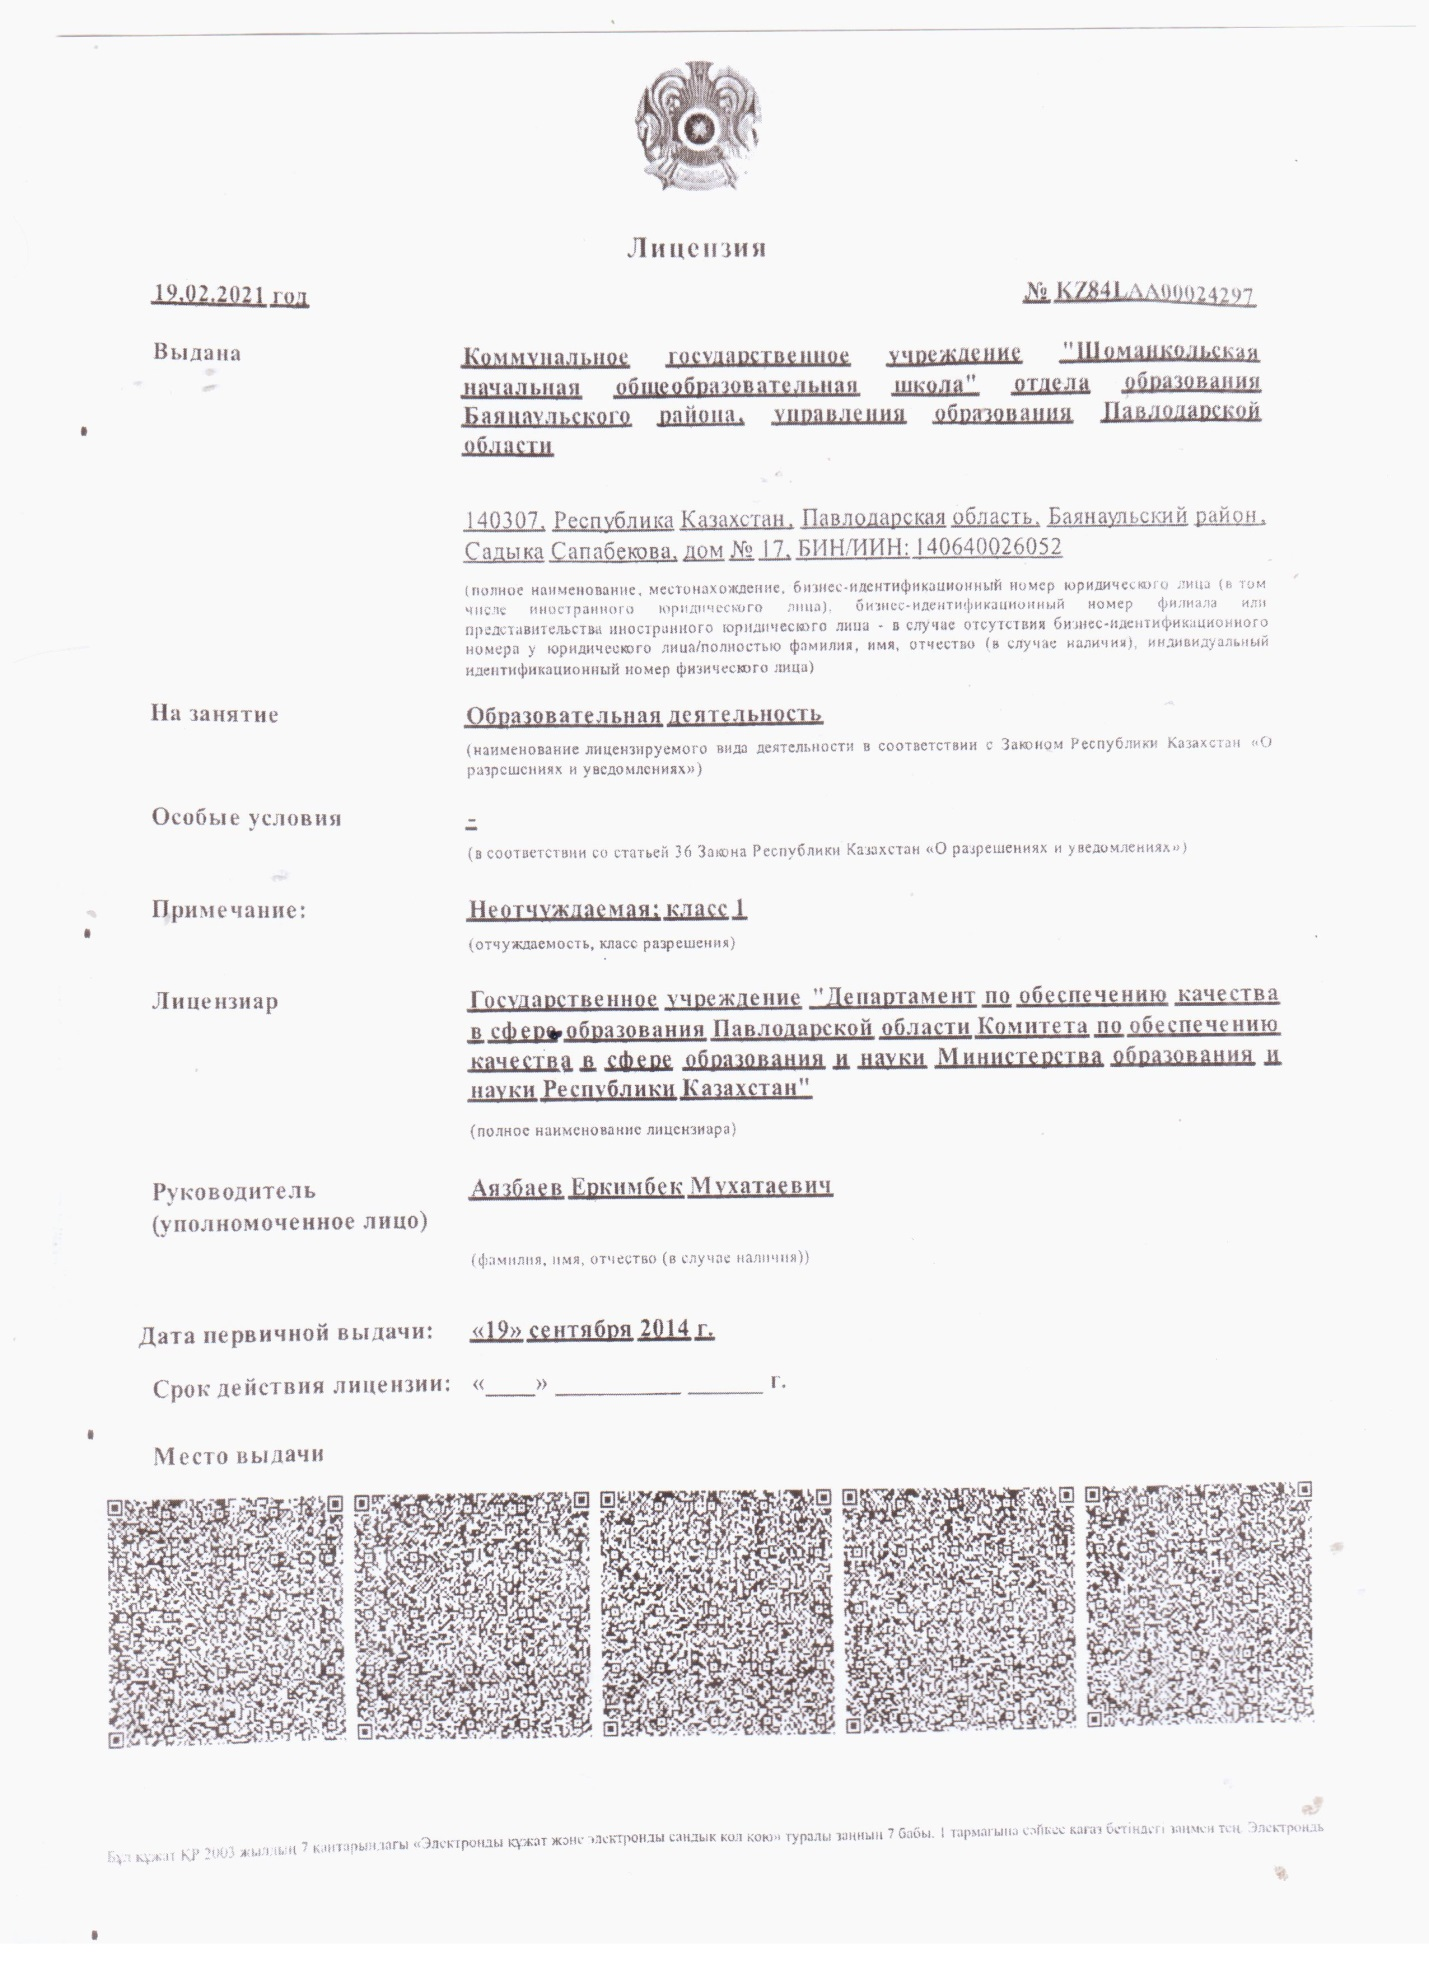 Лицензия
19.02.2021 год
№ KZ84LAA00024297
Выдана
Коммунальное государственное учреждение "Шоманкольская
начальная общеобразовательная школа" отдела образования
Баянаульского района, управления образования Павлодарской
области
140307, Республика Казахстан, Павлодарская область, Баянаульский район,
Садыка Сапабекова, дом № 17, БИН/ИИН: 140640026052
(полное наименование, местонахождение, бизнес-идентификационный номер юридического лица (в том
числе иностранного юридического лица), бизнес-идентификационный номер филиала или
представительства иностранного юридического лица - в случае отсутствия бизнес-идентификационного
номера у юридического лица/полностью фамилия, имя, отчество (в случае наличия), индивидуальный
идентификационный номер физического лица)
На занятие
Образовательная деятельность
(наименование лицензируемого вида деятельности в соответствии с Законом Республики Казахстан «О
разрешениях и уведомлениях»)
Особые условия
-
(в соответствии со статьей 36 Закона Республики Казахстан «О разрешениях и уведомлениях»)
Примечание:
Неотчуждаемая; класс 1
(отчуждаемость, класс разрешения)
Лицензиар
Государственное учреждение "Департамент по обеспечению качества
в сфере образования Павлодарской области Комитета по обеспечению
качества в сфере образования и науки Министерства образования и
науки Республики Казахстан"
(полное наименование лицензиара)
Руководитель
(уполномоченное лицо)
Аязбаев Еркимбек Мухатаевич
(фамилия, имя, отчество (в случае наличия))
Дата первичной выдачи: «19» сентября 2014 г.
Срок действия лицензии: «____» __________ ______ г.
Место выдачи
Бұл құжат ҚР 2003 жылдың 7 қаңтарындағы «Электронды құжат және электронды сандық қол қою» туралы заңның 7 бабы, 1 тармағына сәйкес қағаз бетіндегі заңмен тең. Электрондь